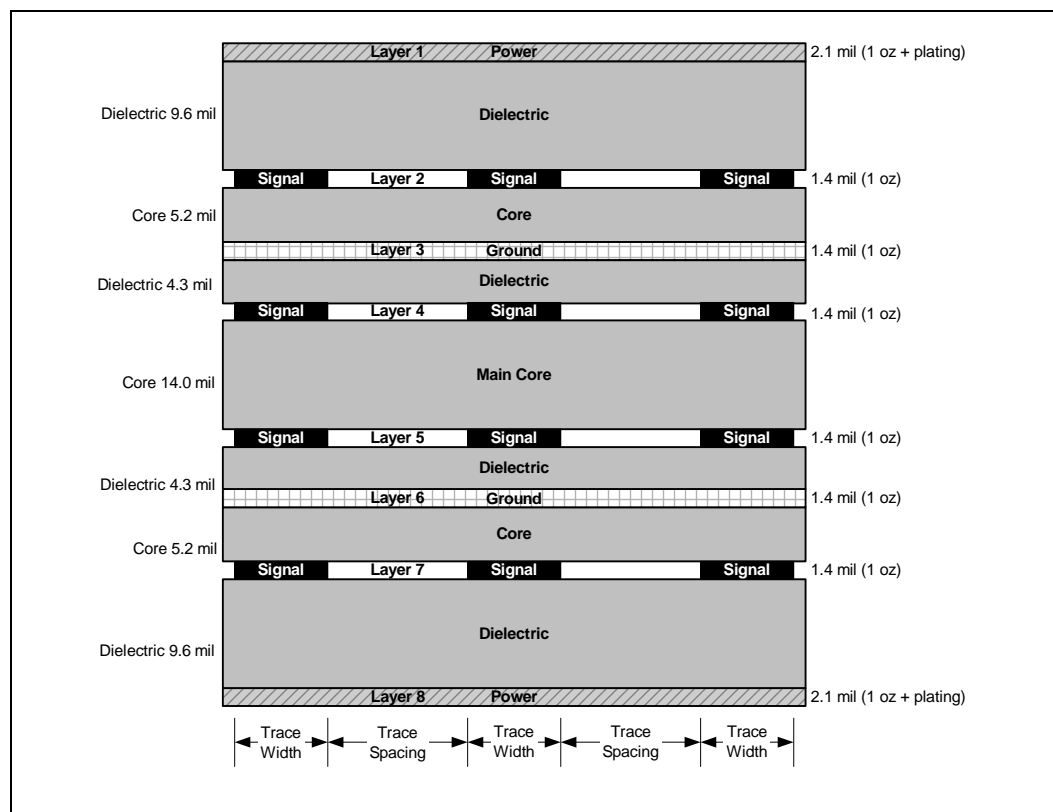 Layer 1 Power 2.1 mil (1 oz + plating)
Dielectric 9.6 mil Dielectric
Signal Layer 2 Signal Signal 1.4 mil (1 oz)
Core 5.2 mil Core
Layer 3 Ground 1.4 mil (1 oz)
Dielectric 4.3 mil Dielectric
Signal Layer 4 Signal Signal 1.4 mil (1 oz)
Core 14.0 mil Main Core
Signal Layer 5 Signal Signal 1.4 mil (1 oz)
Dielectric 4.3 mil Dielectric
Layer 6 Ground 1.4 mil (1 oz)
Core 5.2 mil Core
Signal Layer 7 Signal Signal 1.4 mil (1 oz)
Dielectric 9.6 mil Dielectric
Layer 8 Power 2.1 mil (1 oz + plating)
Trace Trace Trace Trace Trace
Width Spacing Width Spacing Width